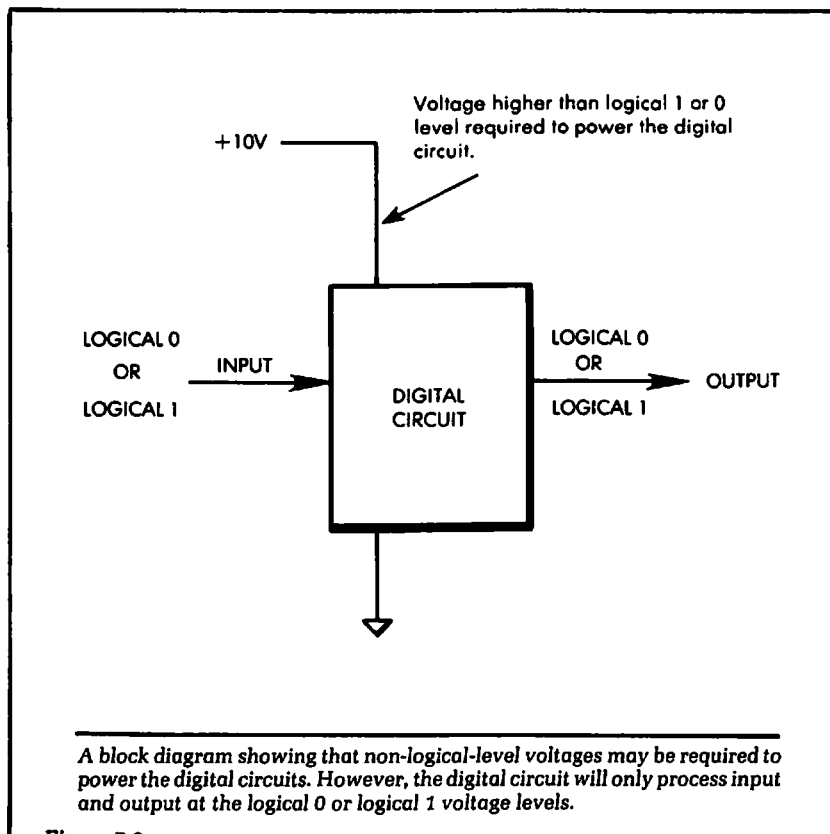 Voltage higher than logical 1 or 0
level required to power the digital
circuit.
+10V
LOGICAL 0
OR
LOGICAL 1
INPUT
DIGITAL
CIRCUIT
LOGICAL 0
OR
LOGICAL 1
OUTPUT
A block diagram showing that non-logical-level voltages may be required to
power the digital circuits. However, the digital circuit will only process input
and output at the logical 0 or logical 1 voltage levels.